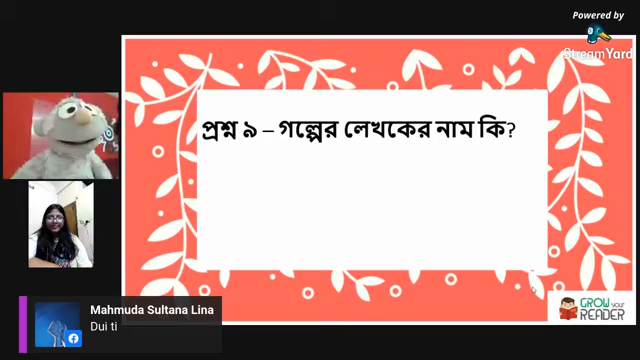 Powered by
StreamYard
প্রশ্ন ৯ – গল্পের লেখকের নাম কি?
Mahmuda Sultana Lina
Dui ti
GROW your
READER